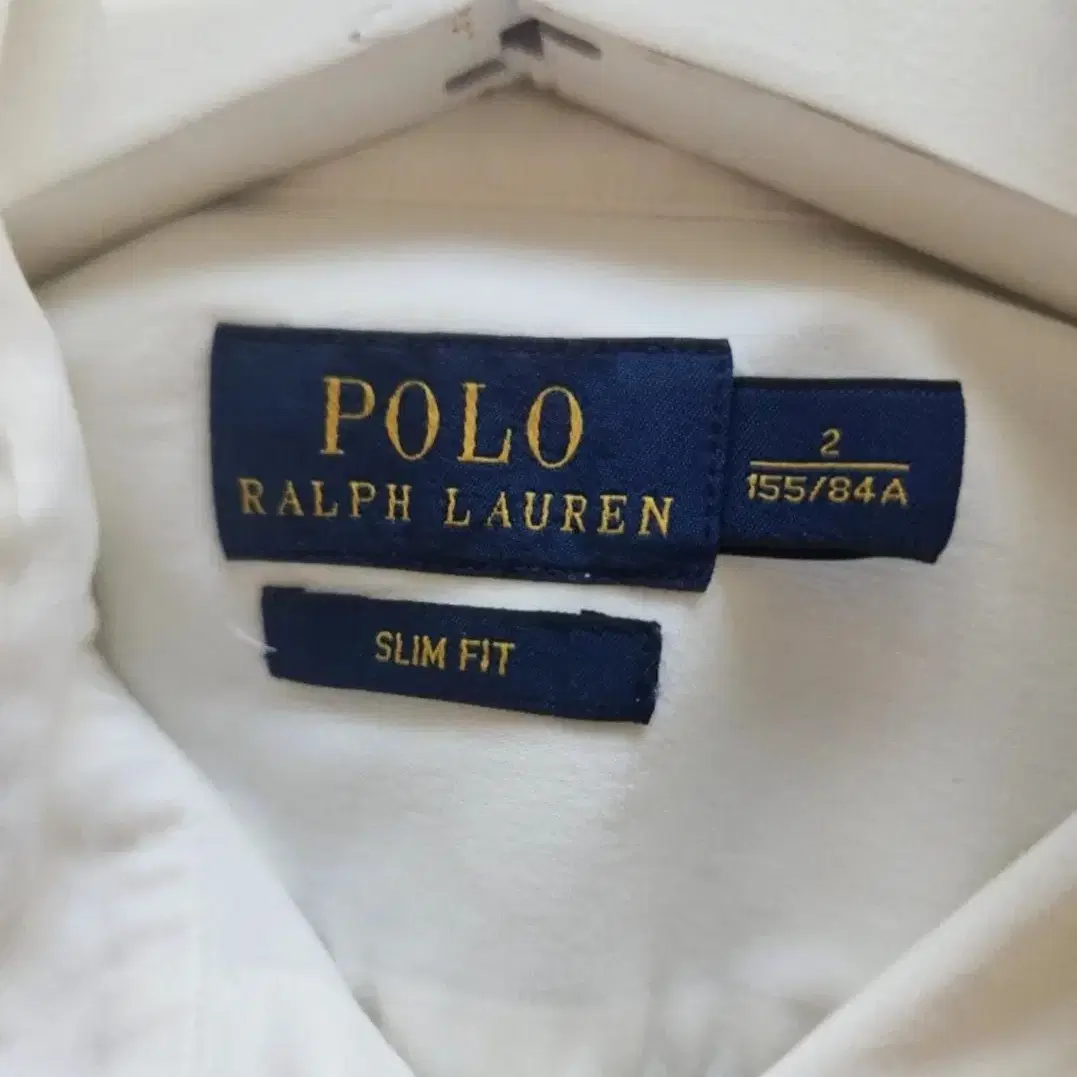 POLO
RALPH LAUREN
2
155/84A
SLIM FIT